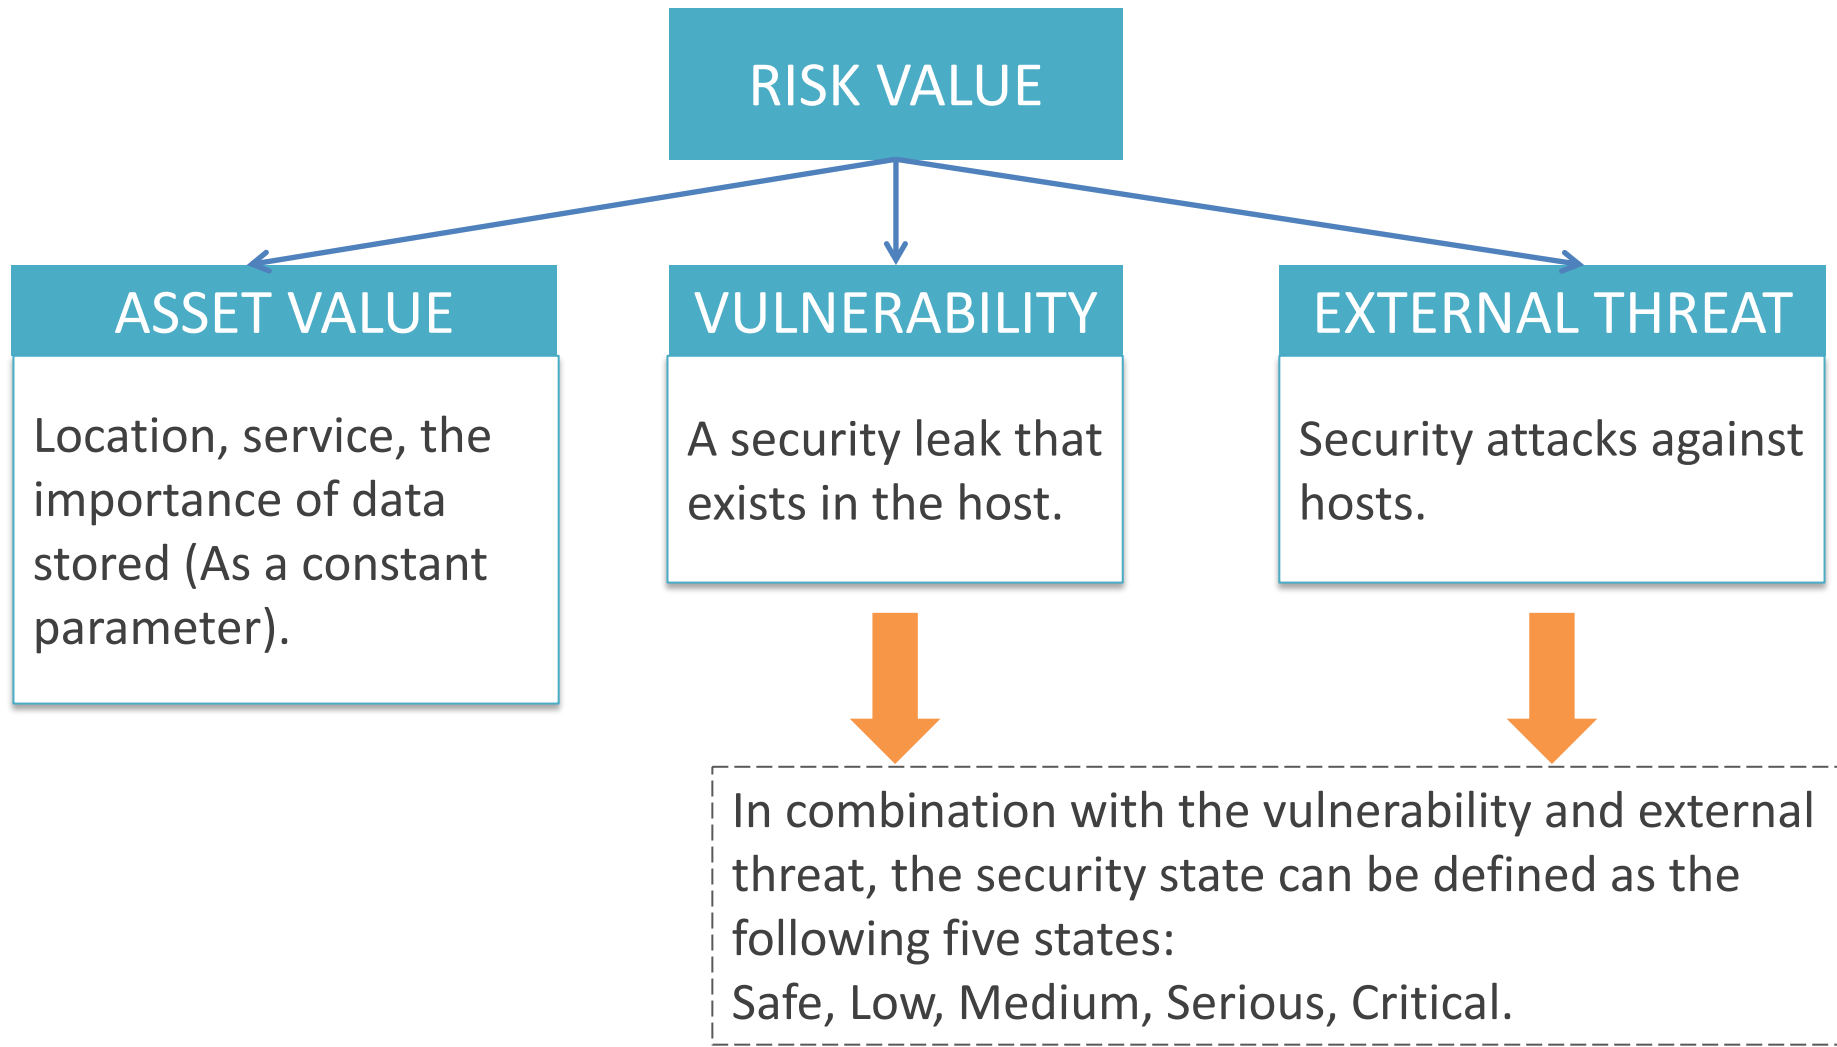 RISK VALUE
ASSET VALUE
Location, service, the
importance of data
stored (As a constant
parameter).
VULNERABILITY
A security leak that
exists in the host.
EXTERNAL THREAT
Security attacks against
hosts.
In combination with the vulnerability and external
threat, the security state can be defined as the
following five states:
Safe, Low, Medium, Serious, Critical.